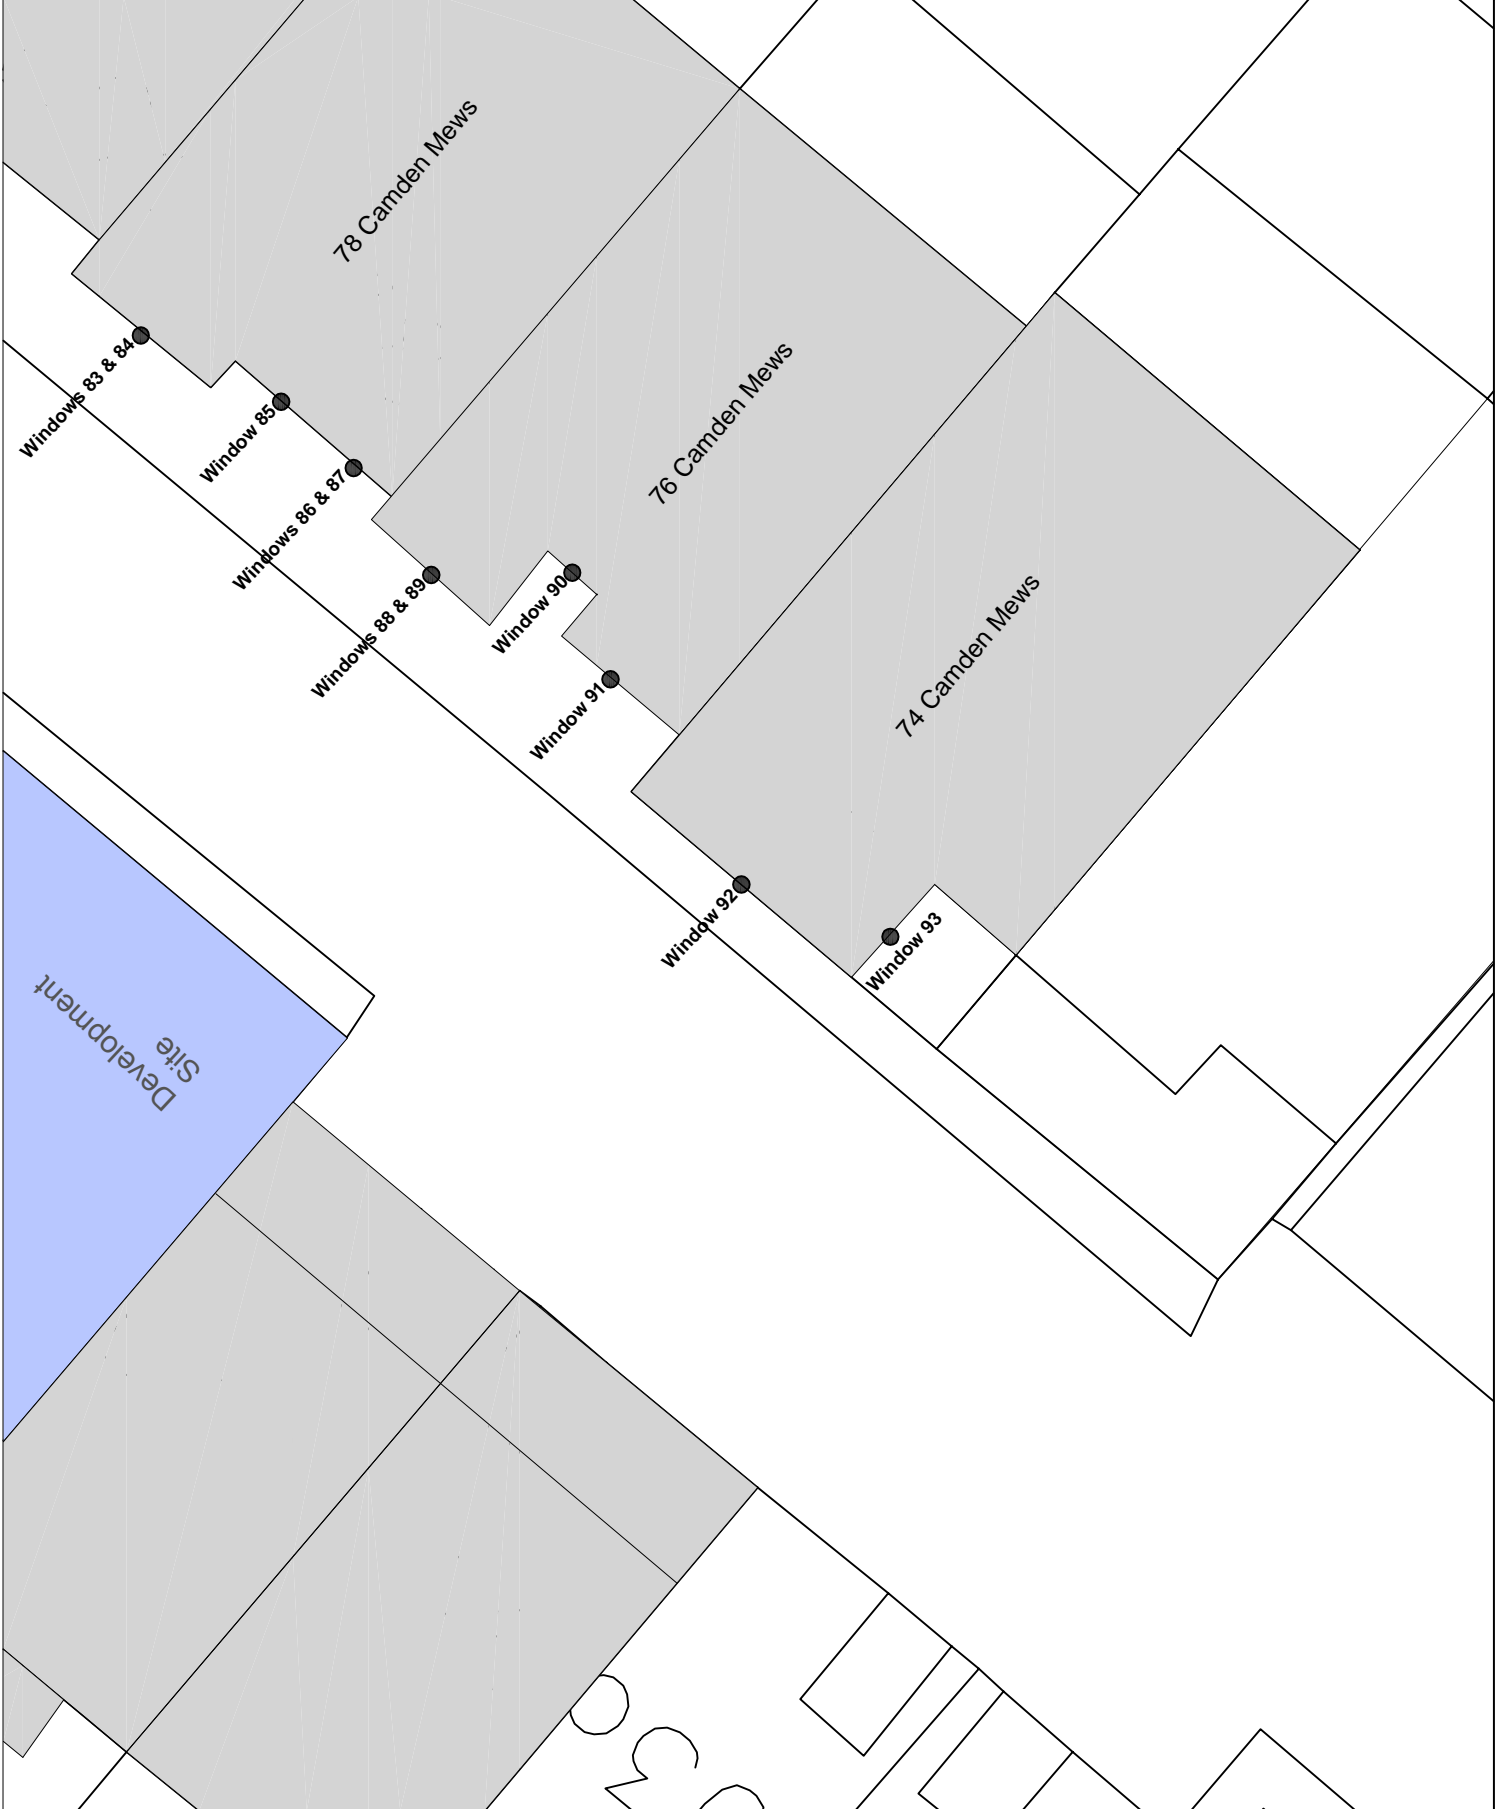 78 Camden Mews
76 Camden Mews
74 Camden Mews
Windows 83 & 84
Window 85
Windows 86 & 87
Windows 88 & 89
Window 90
Window 91
Window 92
Window 93
Development
Site